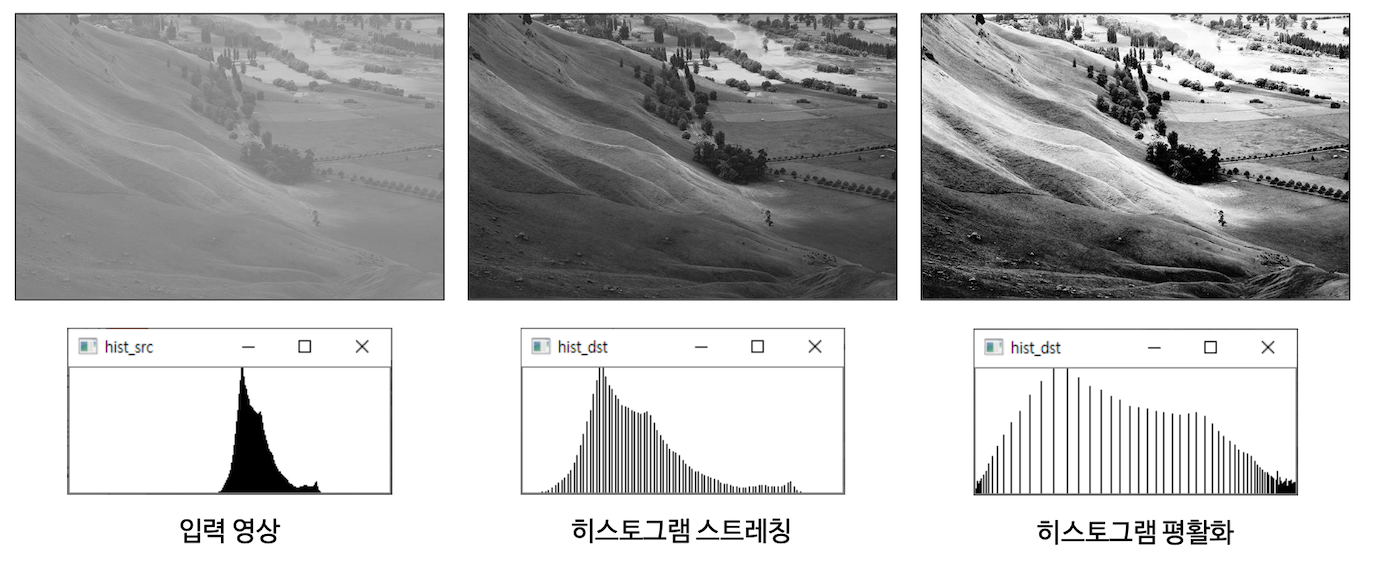 hist_src
hist_dst
hist_dst
입력 영상
히스토그램 스트레칭
히스토그램 평활화